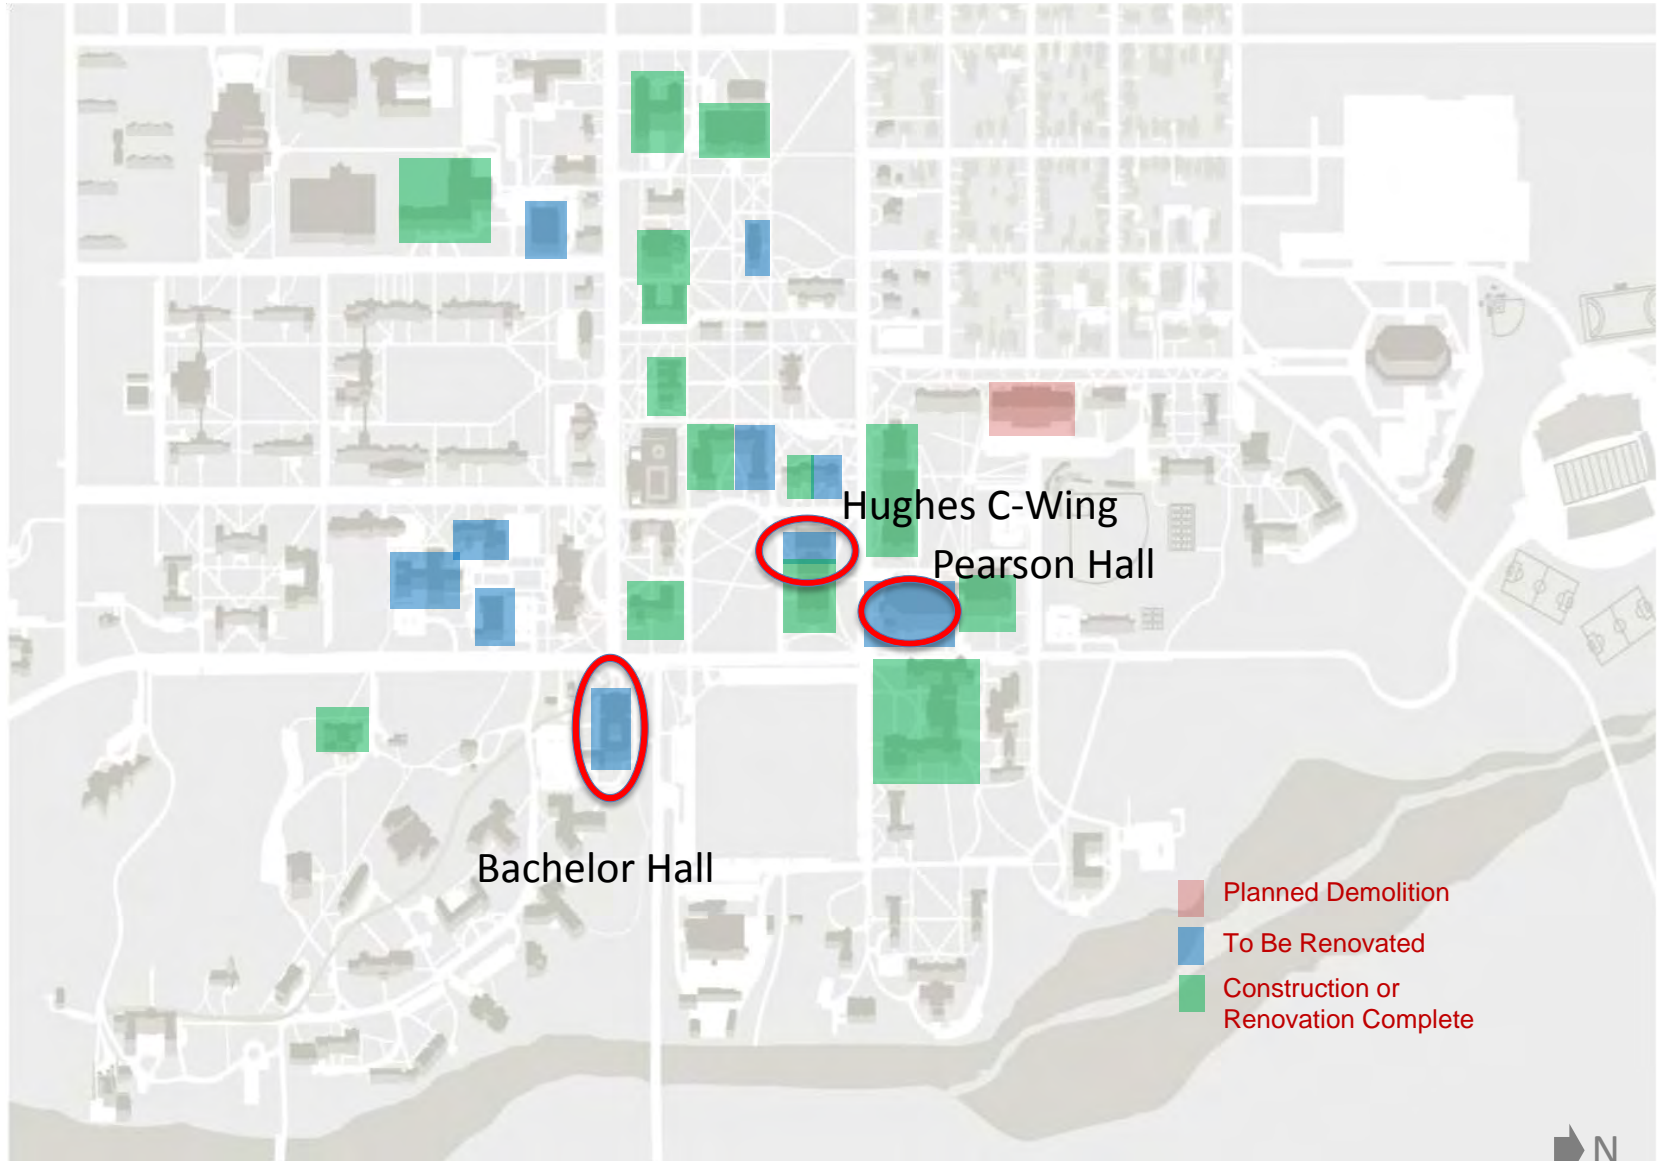 Hughes C-Wing
Pearson Hall
Bachelor Hall
Planned Demolition
To Be Renovated
Construction or
Renovation Complete
N